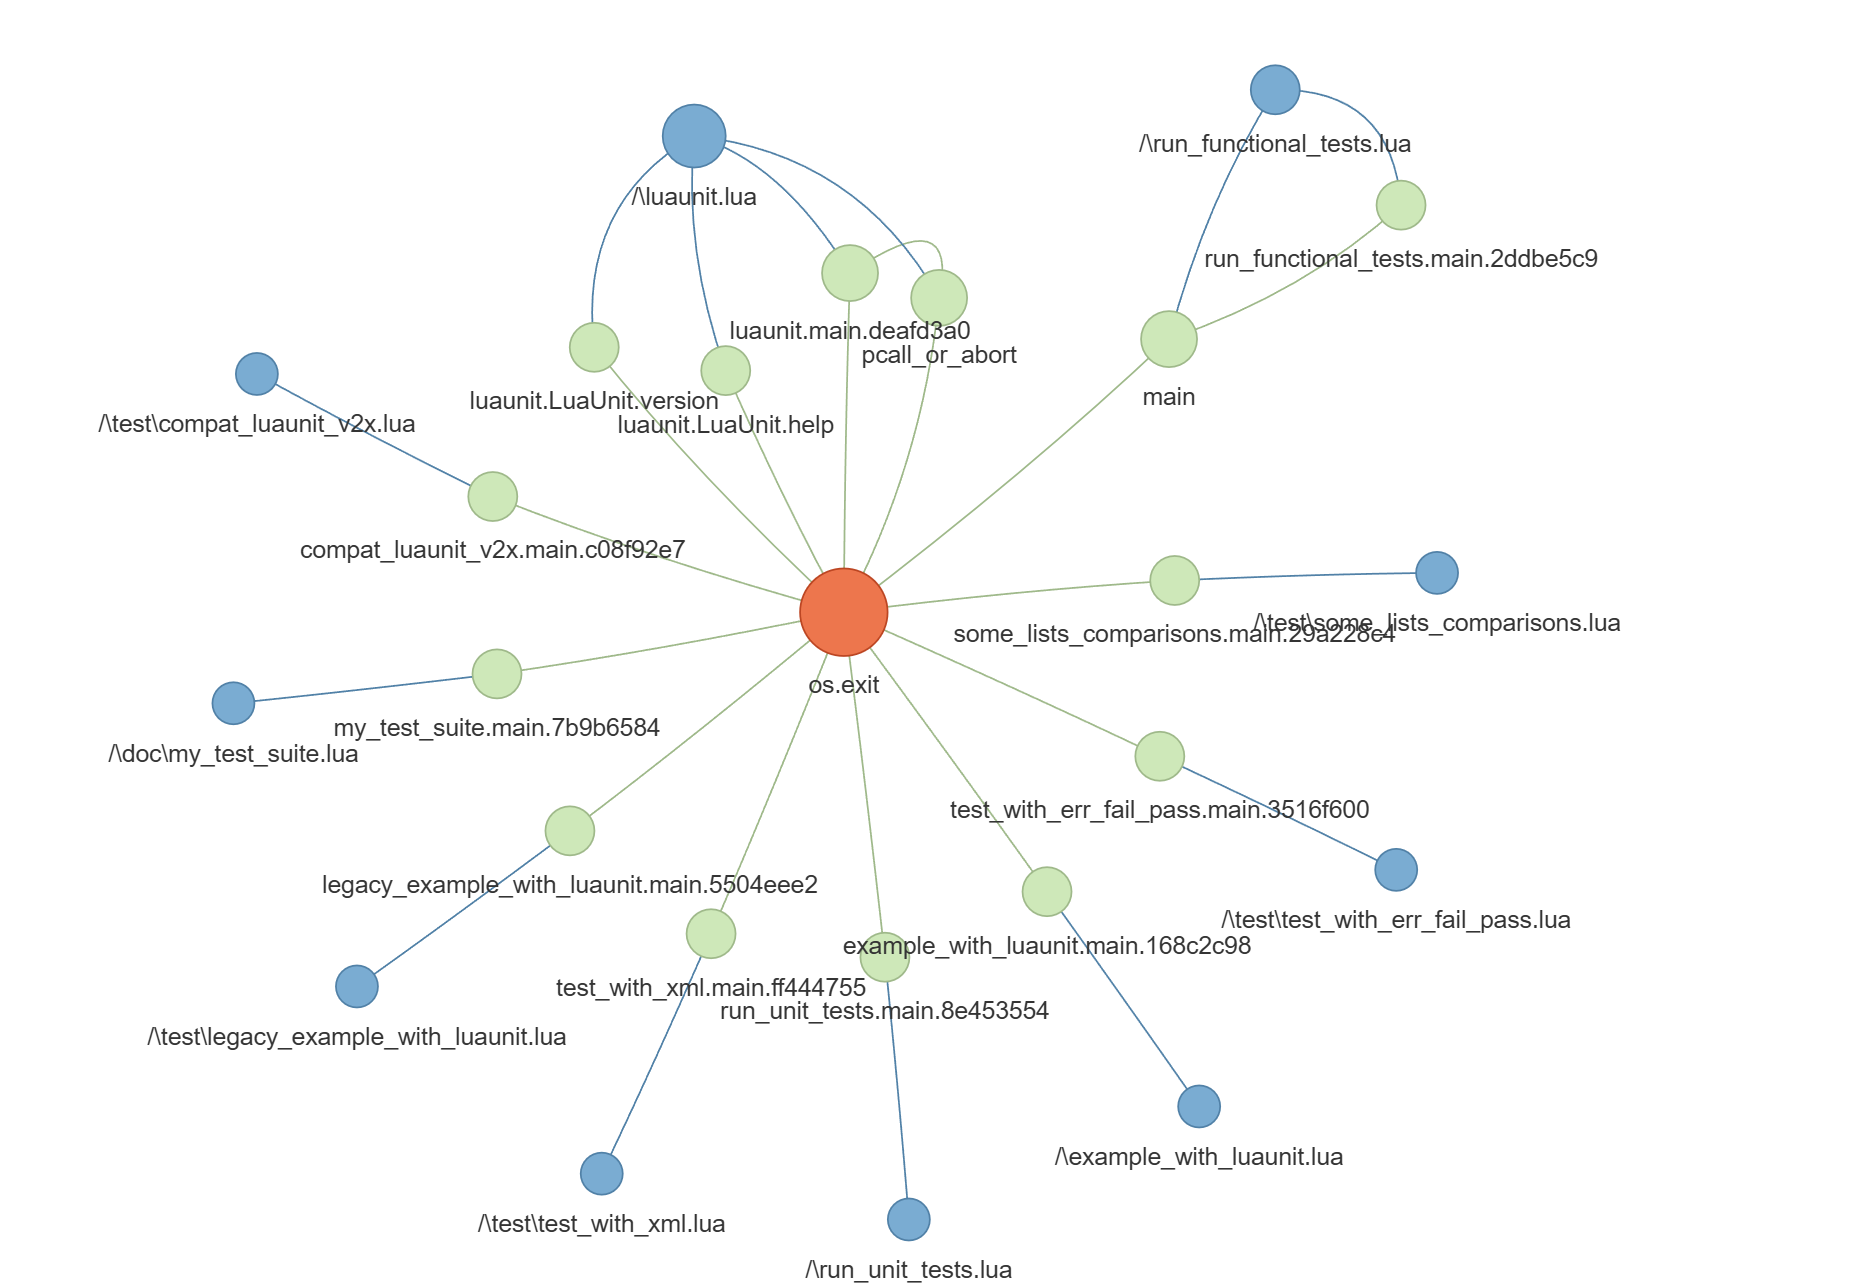 /\run_functional_tests.lua
/\luaunit.lua
run_functional_tests.main.2ddbe5c9
luaunit.main.deafd3a0
pcall_or_abort
main
luaunit.LuaUnit.version
luaunit.LuaUnit.help
/\test\compat_luaunit_v2x.lua
compat_luaunit_v2x.main.c08f92e7
/\test\some_lists_comparisons.lua
some_lists_comparisons.main.29a228c4
os.exit
my_test_suite.main.7b9b6584
/\doc\my_test_suite.lua
test_with_err_fail_pass.main.3516f600
legacy_example_with_luaunit.main.5504eee2
/\test\test_with_err_fail_pass.lua
example_with_luaunit.main.168c2c98
test_with_xml.main.ff444755
run_unit_tests.main.8e453554
/\test\legacy_example_with_luaunit.lua
/\example_with_luaunit.lua
/\test\test_with_xml.lua
/\run_unit_tests.lua